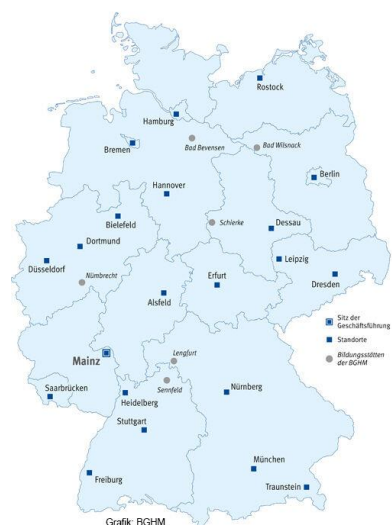 Rostock
Hamburg
Bad Bevensen
Bad Wilsnack
Bremen
Berlin
Hannover
Bielefeld
Schierke
Dessau
Dortmund
Düsseldorf
Nümbrecht
Alsfeld
Erfurt
Leipzig
Dresden
Sitz der
Geschäftsführung
Standorte
Bildungsstätten
der BGHM
Mainz
Lengfurt
Sennfeld
Saarbrücken
Heidelberg
Nürnberg
Stuttgart
München
Freiburg
Traunstein
Grafik: BGHM